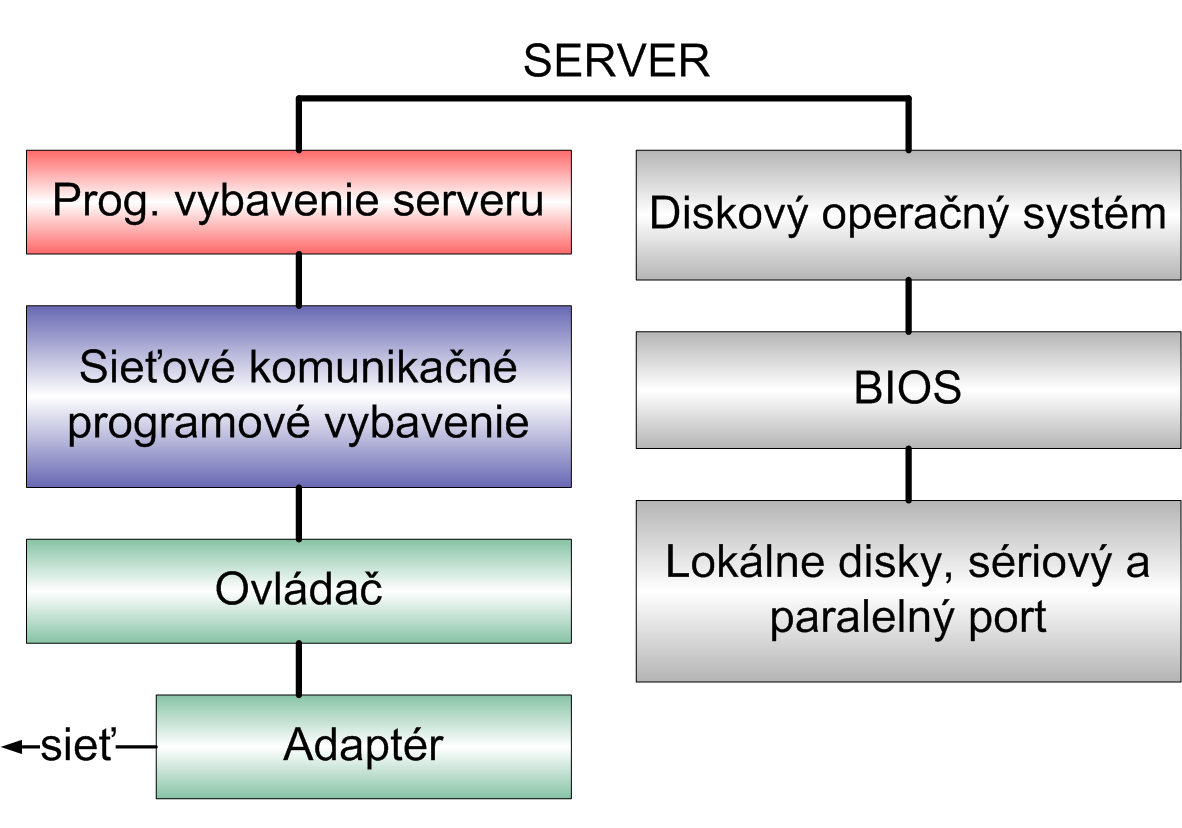 SERVER
Prog. vybavenie serveru
Sieťové komunikačné
programové vybavenie
Ovládač
Adaptér
sieť
Diskový operačný systém
BIOS
Lokálne disky, sériový a
paralelný port